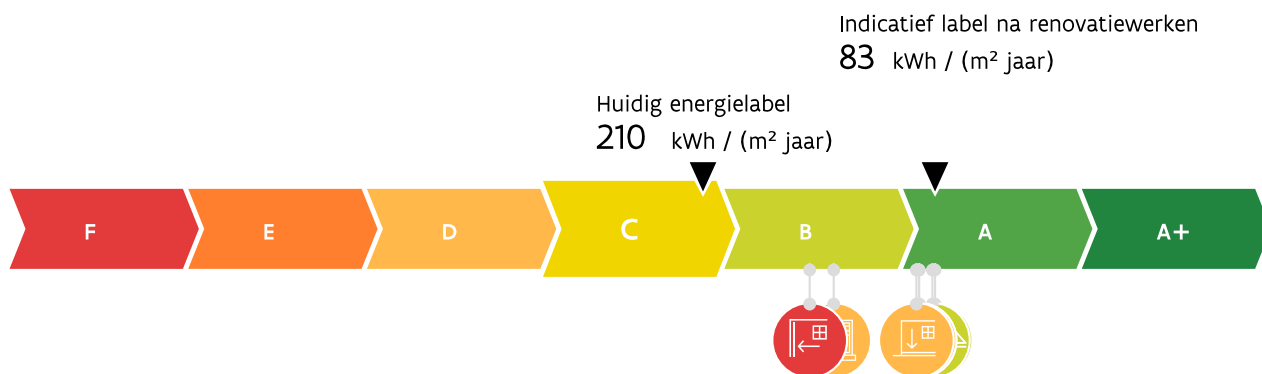 Indicatief label na renovatiewerken
83 kWh / (m² jaar)
Huidig energielabel
210 kWh / (m² jaar)
F E D C B A A+